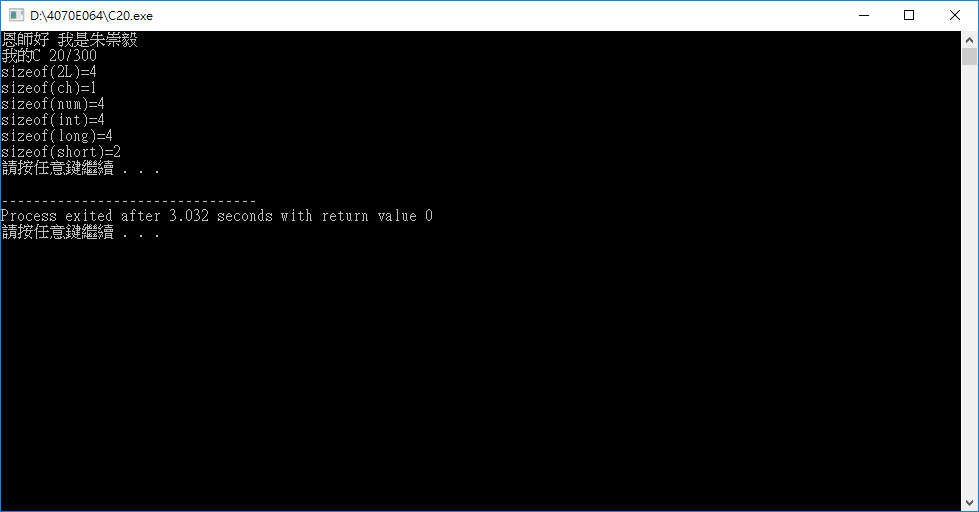 D:\4070E064\C20.exe
恩師好 我是朱崇毅
我的C 20/300
sizeof(2L)=4
sizeof(ch)=1
sizeof(num)=4
sizeof(int)=4
sizeof(long)=4
sizeof(short)=2
請按任意鍵繼續 . . .
--------------------------------
Process exited after 3.032 seconds with return value 0
請按任意鍵繼續 . . .